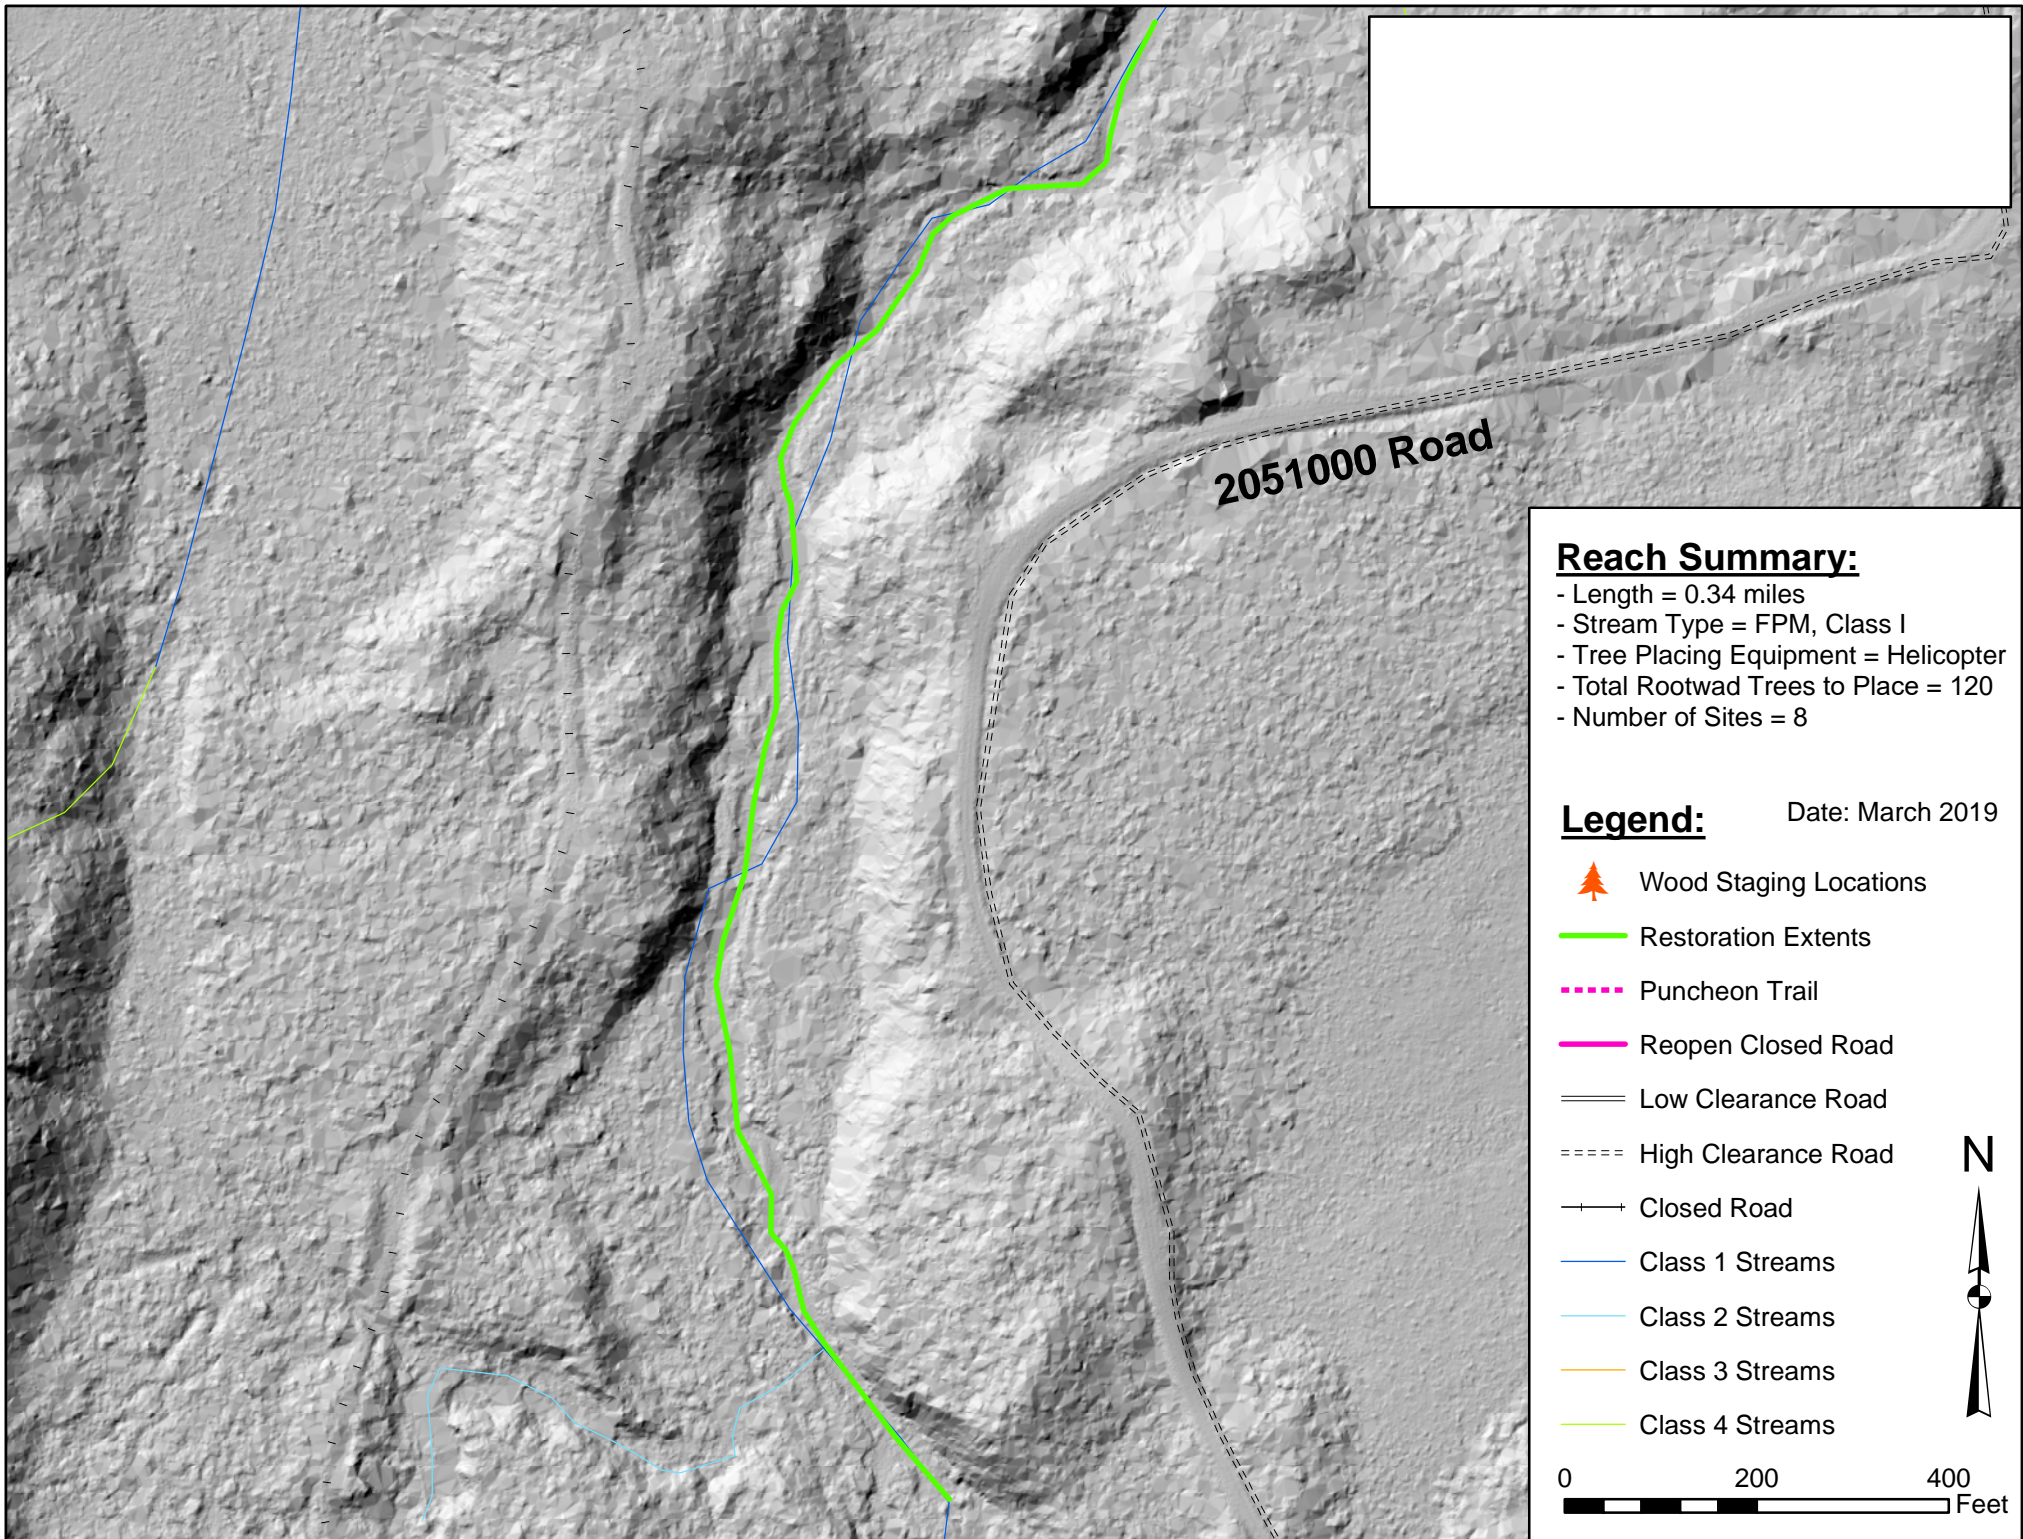 2051000 Road
Reach Summary:
- Length = 0.34 miles
- Stream Type = FPM, Class I
- Tree Placing Equipment = Helicopter
- Total Rootwad Trees to Place = 120
- Number of Sites = 8
Legend: Date: March 2019
Wood Staging Locations
Restoration Extents
Puncheon Trail
Reopen Closed Road
Low Clearance Road
High Clearance Road
Closed Road
Class 1 Streams
Class 2 Streams
Class 3 Streams
Class 4 Streams
N
0 200 400
Feet